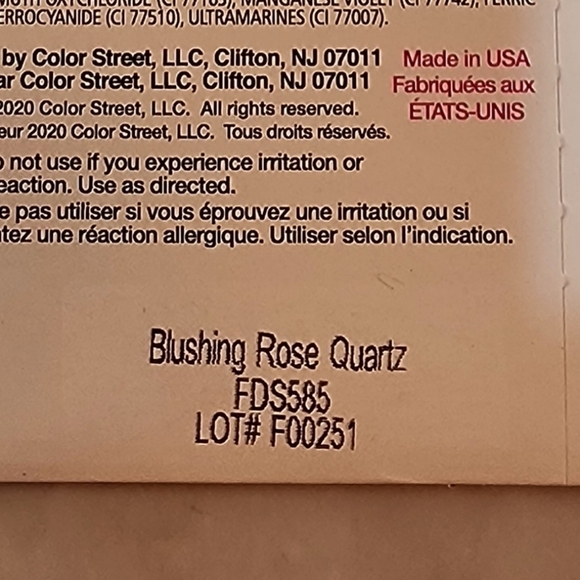 MUTH OXYCHLORIDE (CI 77163), MANGANESE VIOLET (CI 77742), FERRIC
ERROCYANIDE (CI 77510), ULTRAMARINES (CI 77007).
by Color Street, LLC, Clifton, NJ 07011
ar Color Street, LLC, Clifton, NJ 07011
Made in USA
Fabriquées aux
ÉTATS-UNIS
2020 Color Street, LLC. All rights reserved.
eur 2020 Color Street, LLC. Tous droits réservés.
o not use if you experience irritation or
eaction. Use as directed.
e pas utiliser si vous éprouvez une irritation ou si
ntez une réaction allergique. Utiliser selon l'indication.
Blushing Rose Quartz
FDS585
LOT# F00251